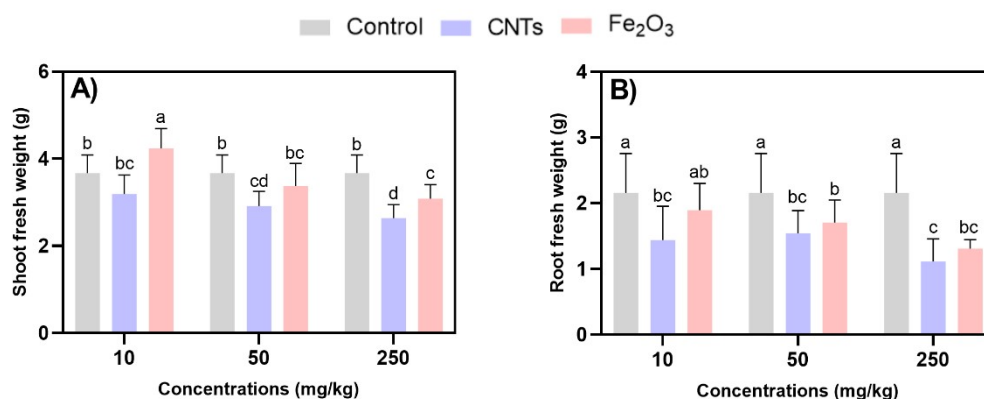 Control CNTs Fe₂O₃
A)
Shoot fresh weight (g)
6
4
2
0
b bc a b cd bc b d c
10 50 250
Concentrations (mg/kg)
B)
Root fresh weight (g)
4
3
2
1
0
a bc ab a bc b a c bc
10 50 250
Concentrations (mg/kg)